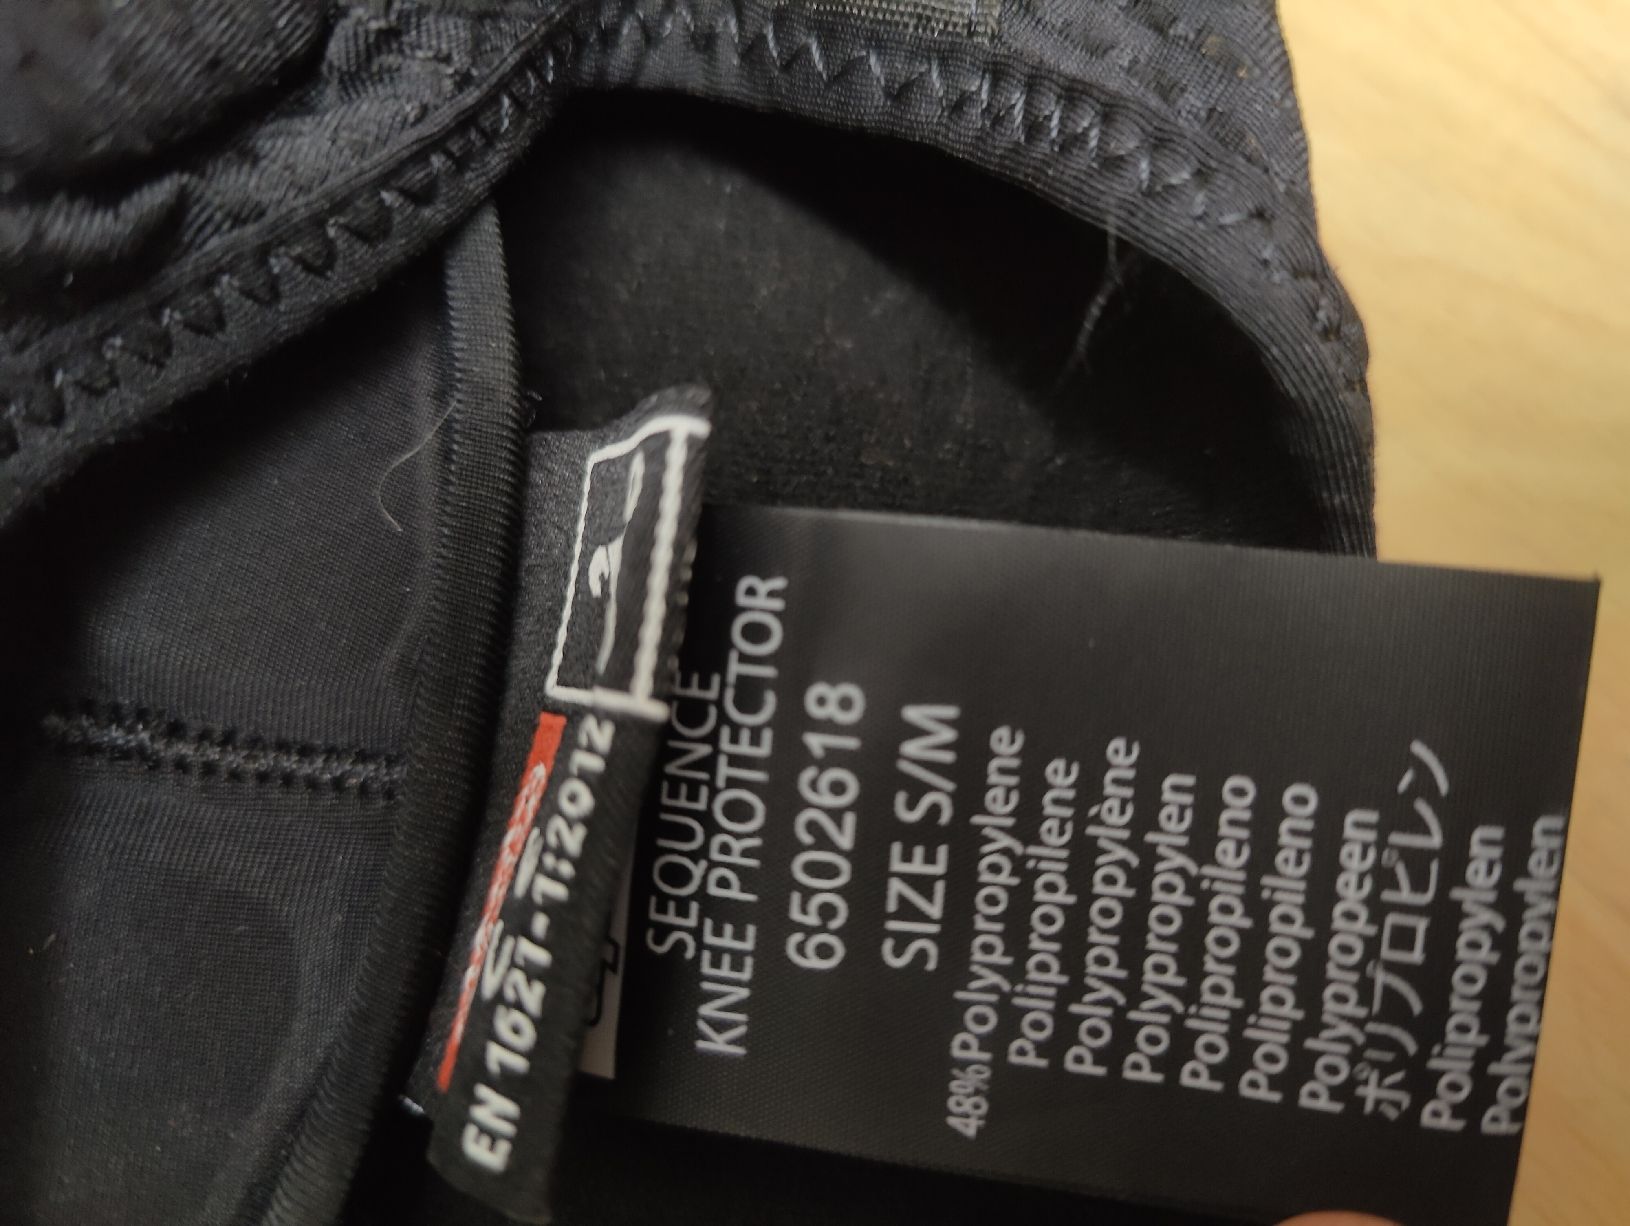 EN 1621-1:2012
SEQUENCE
KNEE PROTECTOR
6502618
SIZE S/M
48%Polypropylene
Polipropilene
Polypropylène
Polypropylen
Polipropileno
Polipropileno
Polypropeen
ポリプロピレン
Polipropylen
Polypropylen